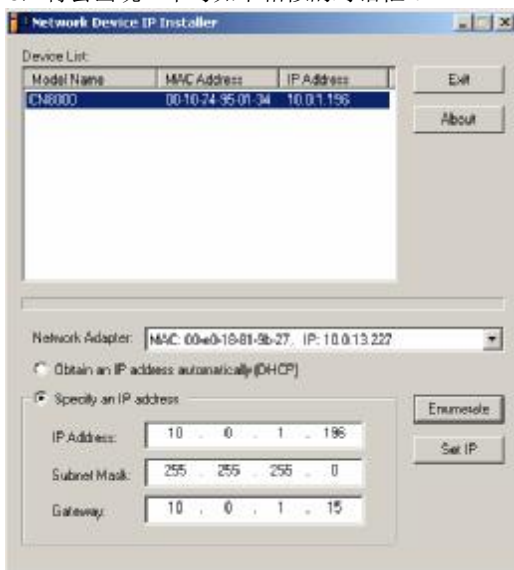 Network Device IP Installer
Device List:
Model Name MAC Address IP Address
CN6000 00-10-74-95-01-34 10.0.1.196
Exit
About
Network Adapter: MAC: 00-e0-18-81-9b-27, IP: 10.0.13.227
Obtain an IP address automatically (DHCP)
Specify an IP address
IP Address: 10 . 0 . 1 . 196
Subnet Mask: 255 . 255 . 255 . 0
Gateway: 10 . 0 . 1 . 15
Enumerate
Set IP